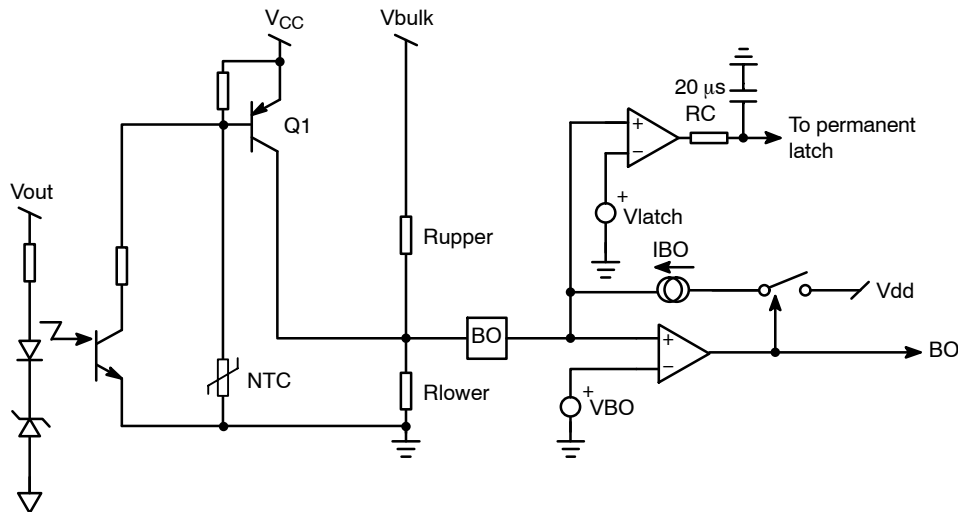 VCC
Vbulk
Q1
20 μs
RC
To permanent
latch
Vout
Rupper
Vlatch
IBO
Vdd
NTC
BO
BO
Rlower
VBO
+
−
+
+
−
+